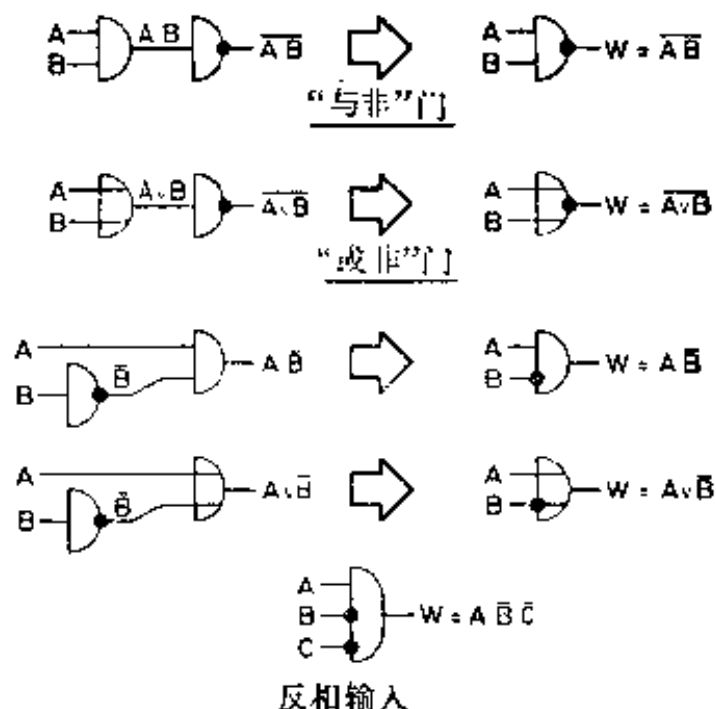 A
B
A B
A̅ ̅B̅
A
B
W = A̅ ̅B̅
“与非”门
A
B
A∨B
A̅∨̅B̅
A
B
W = A̅∨̅B̅
“或非”门
A
B
B̅
A B̅
A
B
W = A B̅
A
B
B̅
A∨B̅
A
B
W = A∨B̅
A
B
C
W = A B̅ C̅
反相输入